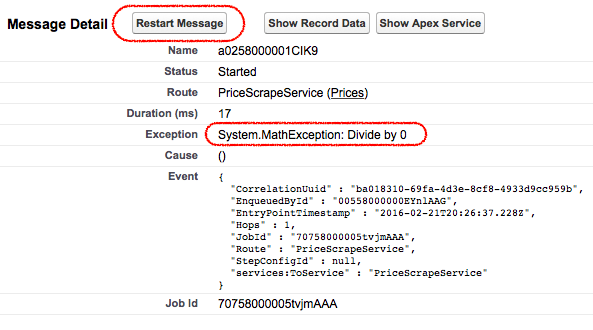 Message Detail Restart Message Show Record Data Show Apex Service
Name a0258000001CIK9
Status Started
Route PriceScrapeService (Prices)
Duration (ms) 17
Exception System.MathException: Divide by 0
Cause ()
Event {
"CorrelationUuid" : "ba018310-69fa-4d3e-8cf8-4933d9cc959b",
"EnqueuedById" : "00558000000EYnlAAG",
"EntryPointTimestamp" : "2016-02-21T20:26:37.228Z",
"Hops" : 1,
"JobId" : "70758000005tvjmAAA",
"Route" : "PriceScrapeService",
"StepConfigId" : null,
"services:ToService" : "PriceScrapeService"
}
Job Id 70758000005tvjmAAA